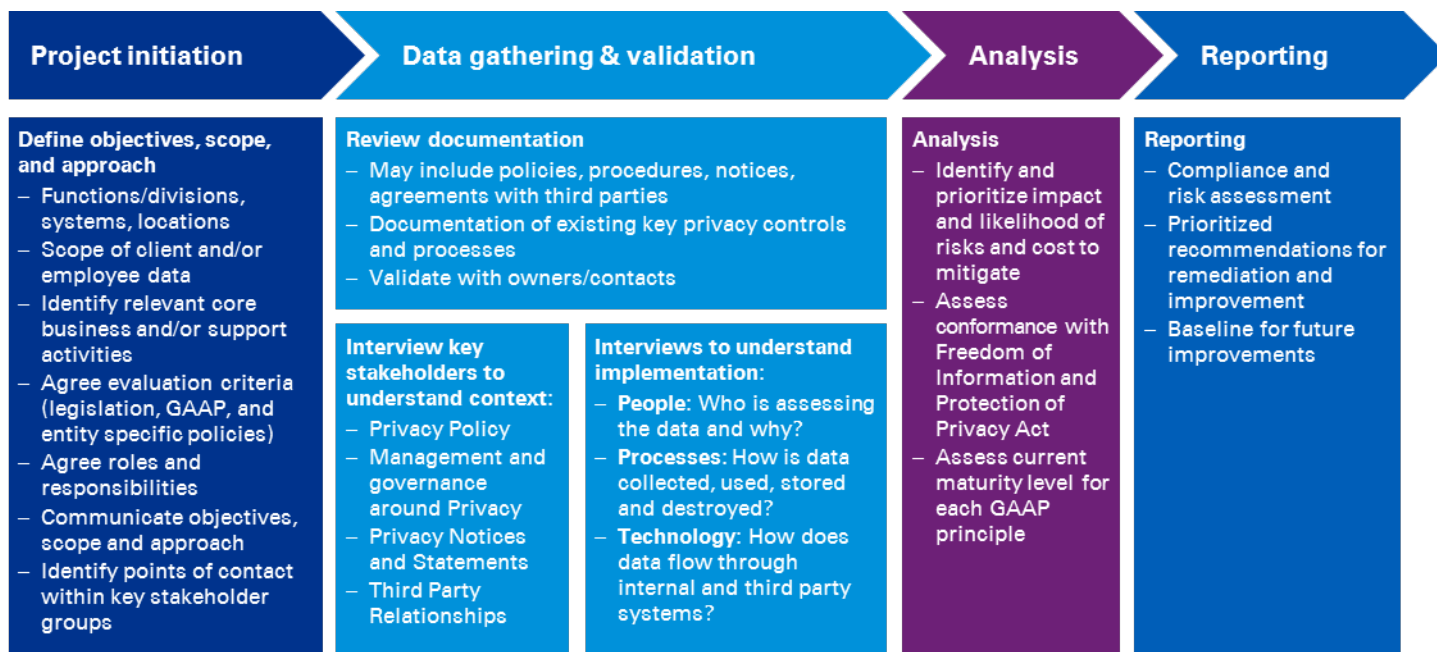 Project initiation
Data gathering & validation
Analysis
Reporting
Define objectives, scope,
and approach
– Functions/divisions,
systems, locations
– Scope of client and/or
employee data
– Identify relevant core
business and/or support
activities
– Agree evaluation criteria
(legislation, GAAP, and
entity specific policies)
– Agree roles and
responsibilities
– Communicate objectives,
scope and approach
– Identify points of contact
within key stakeholder
groups
Review documentation
– May include policies, procedures, notices,
agreements with third parties
– Documentation of existing key privacy controls
and processes
– Validate with owners/contacts
Interview key
stakeholders to
understand context:
– Privacy Policy
– Management and
governance
around Privacy
– Privacy Notices
and Statements
– Third Party
Relationships
Interviews to understand
implementation:
– People: Who is assessing
the data and why?
– Processes: How is data
collected, used, stored
and destroyed?
– Technology: How does
data flow through
internal and third party
systems?
Analysis
– Identify and
prioritize impact
and likelihood of
risks and cost to
mitigate
– Assess
conformance with
Freedom of
Information and
Protection of
Privacy Act
– Assess current
maturity level for
each GAAP
principle
Reporting
– Compliance and
risk assessment
– Prioritized
recommendations for
remediation and
improvement
– Baseline for future
improvements